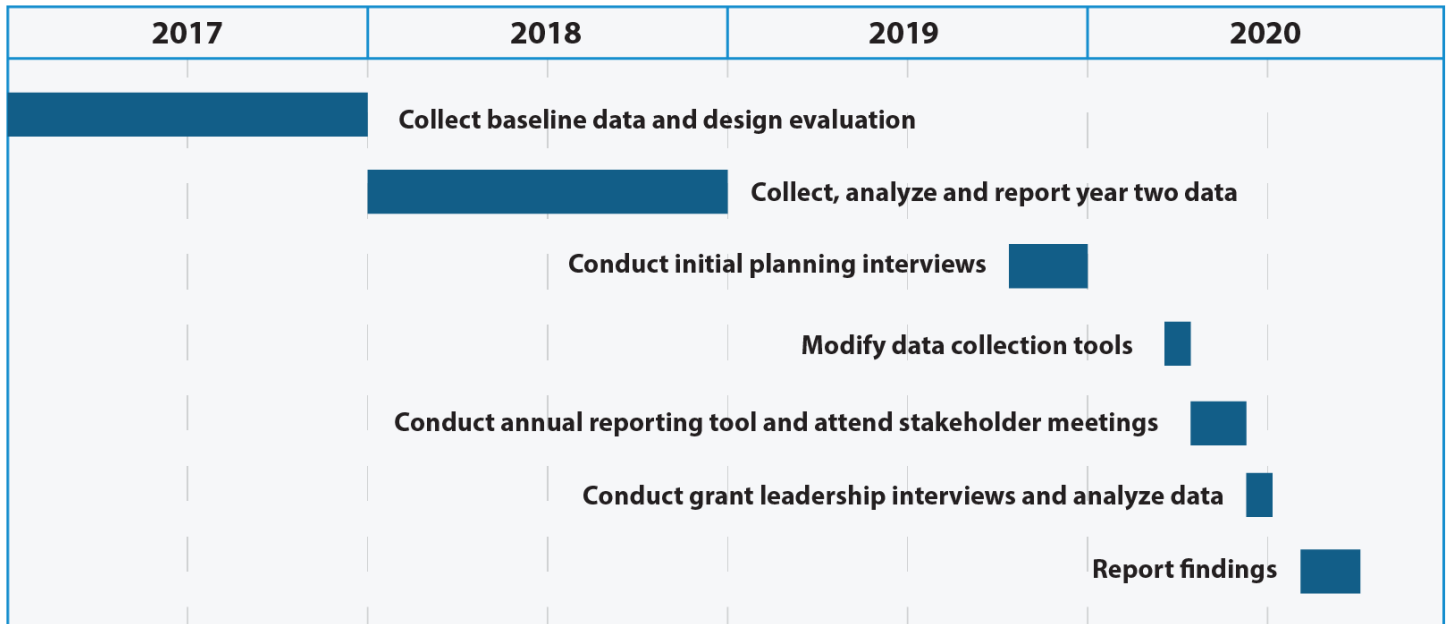 2017 2018 2019 2020
Collect baseline data and design evaluation
Collect, analyze and report year two data
Conduct initial planning interviews
Modify data collection tools
Conduct annual reporting tool and attend stakeholder meetings
Conduct grant leadership interviews and analyze data
Report findings